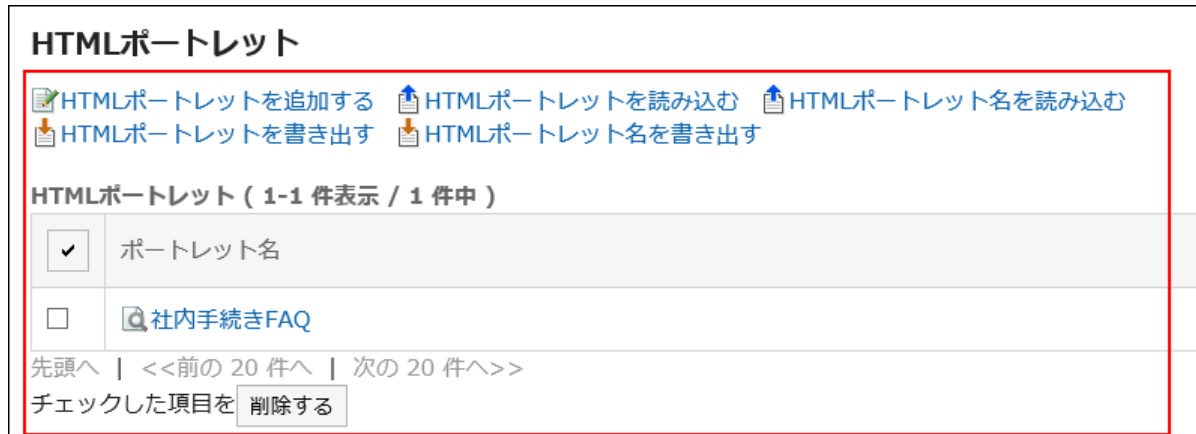 HTMLポートレット
HTMLポートレットを追加する HTMLポートレットを読み込む HTMLポートレット名を読み込む
HTMLポートレットを書き出す HTMLポートレット名を書き出す
HTMLポートレット ( 1-1 件表示 / 1 件中 )
ポートレット名
社内手続きFAQ
先頭へ | <<前の 20 件へ | 次の 20 件へ>>
チェックした項目を 削除する